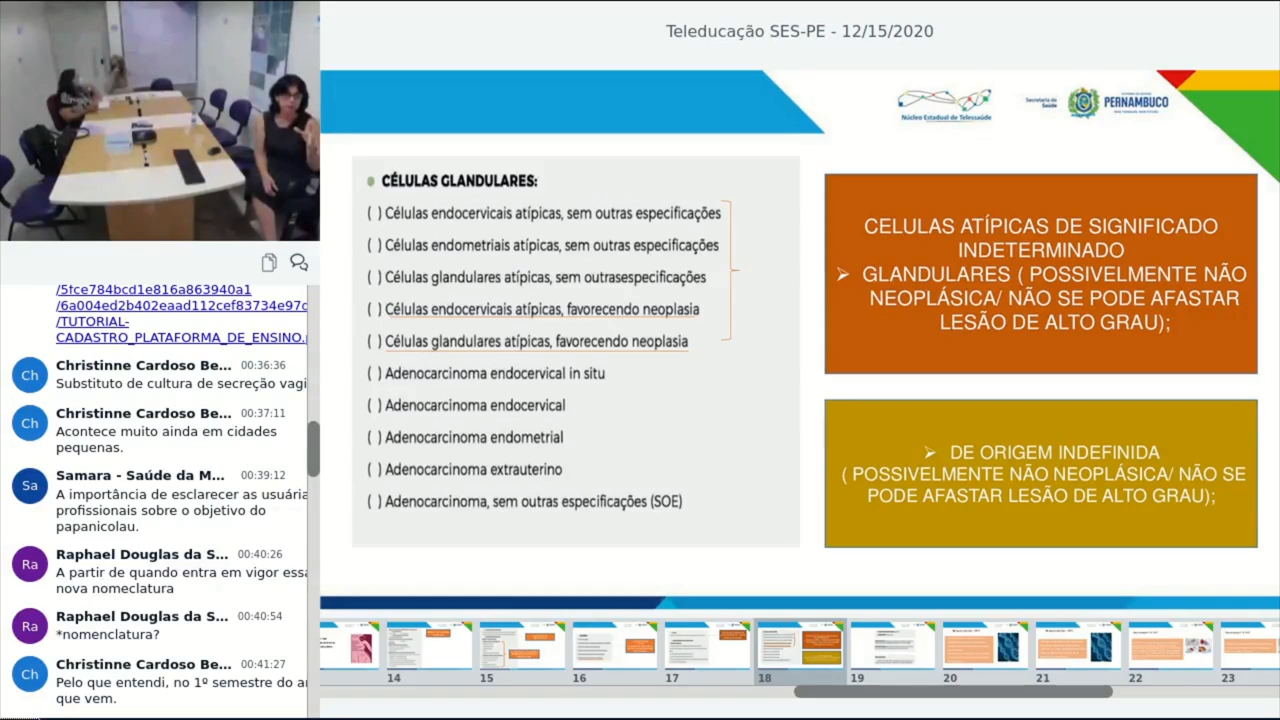 Teleducação SES-PE - 12/15/2020
Núcleo Estadual de Telessaúde
Secretaria de
Saúde
PERNAMBUCO
CÉLULAS GLANDULARES:
( ) Células endocervicais atípicas, sem outras especificações
( ) Células endometriais atípicas, sem outras especificações
( ) Células glandulares atípicas, sem outrasespecificações
( ) Células endocervicais atípicas, favorecendo neoplasia
( ) Células glandulares atípicas, favorecendo neoplasia
( ) Adenocarcinoma endocervical in situ
( ) Adenocarcinoma endocervical
( ) Adenocarcinoma endometrial
( ) Adenocarcinoma extrauterino
( ) Adenocarcinoma, sem outras especificações (SOE)
CELULAS ATÍPICAS DE SIGNIFICADO
INDETERMINADO
➢ GLANDULARES ( POSSIVELMENTE NÃO
NEOPLÁSICA/ NÃO SE PODE AFASTAR
LESÃO DE ALTO GRAU);
➢ DE ORIGEM INDEFINIDA
( POSSIVELMENTE NÃO NEOPLÁSICA/ NÃO SE
PODE AFASTAR LESÃO DE ALTO GRAU);
/5fce784bcd1e816a863940a1
/6a004ed2b402eaad112cef83734e97c
/TUTORIAL-
CADASTRO_PLATAFORMA_DE_ENSINO.
Ch
Christinne Cardoso Be... 00:36:36
Substituto de cultura de secreção vagi
Ch
Christinne Cardoso Be... 00:37:11
Acontece muito ainda em cidades
pequenas.
Sa
Samara - Saúde da M... 00:39:12
A importância de esclarecer as usuária
profissionais sobre o objetivo do
papanicolau.
Ra
Raphael Douglas da S... 00:40:26
A partir de quando entra em vigor essa
nova nomeclatura
Ra
Raphael Douglas da S... 00:40:54
*nomenclatura?
Ch
Christinne Cardoso Be... 00:41:27
Pelo que entendi, no 1º semestre do a
que vem.
14
15
16
17
18
19
20
21
22
23